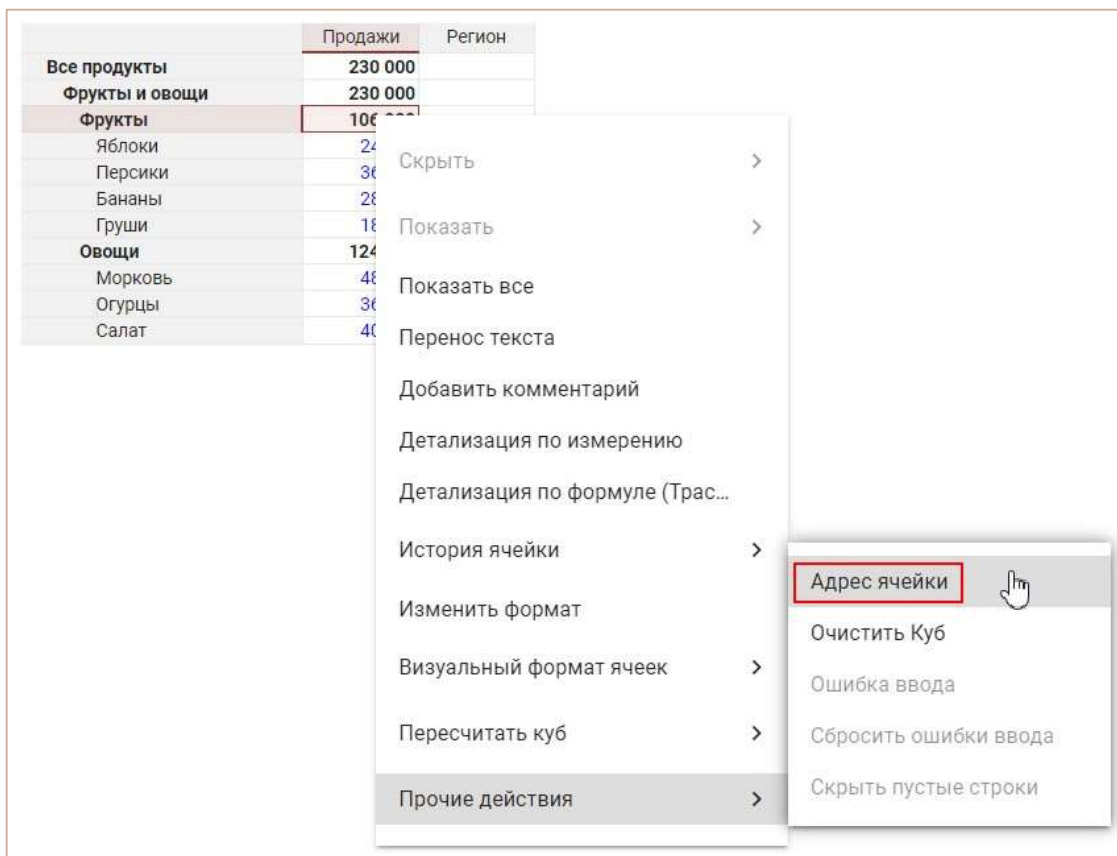 Продажи Регион
Все продукты 230 000
Фрукты и овощи 230 000
Фрукты
Яблоки
Персики
Бананы
Груши
Овощи
Морковь
Огурцы
Салат
Скрыть
Показать
Показать все
Перенос текста
Добавить комментарий
Детализация по измерению
Детализация по формуле (Трас...
История ячейки
Изменить формат
Визуальный формат ячеек
Пересчитать куб
Прочие действия
Адрес ячейки
Очистить Куб
Ошибка ввода
Сбросить ошибки ввода
Скрыть пустые строки